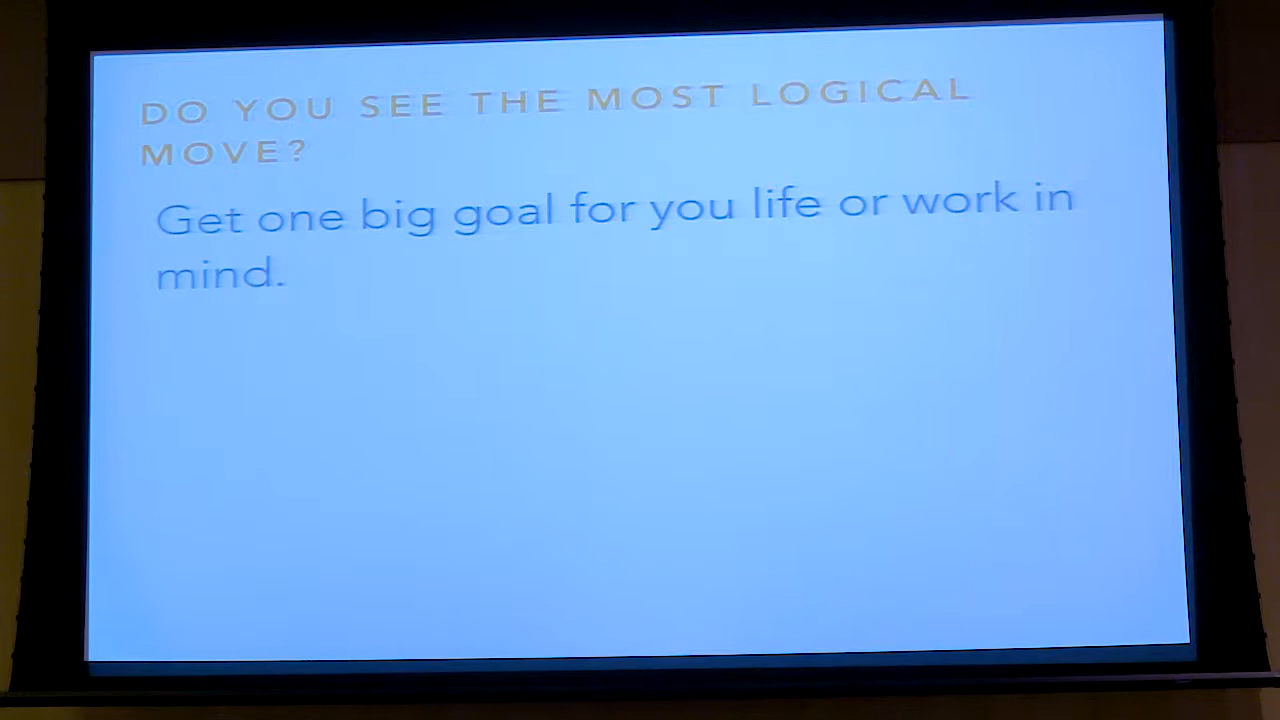 DO YOU SEE THE MOST LOGICAL
MOVE?
Get one big goal for you life or work in
mind.